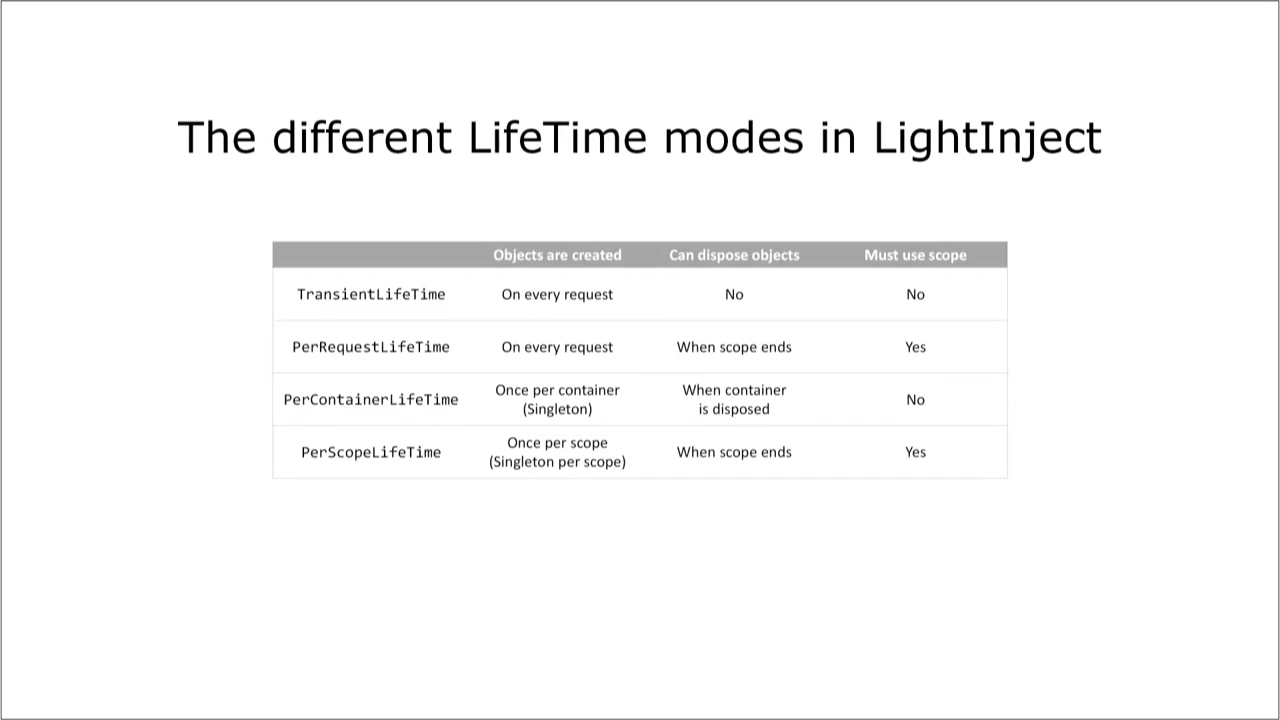 The different LifeTime modes in LightInject
Objects are created Can dispose objects Must use scope
TransientLifeTime On every request No No
PerRequestLifeTime On every request When scope ends Yes
PerContainerLifeTime Once per container (Singleton) When container is disposed No
PerScopeLifeTime Once per scope (Singleton per scope) When scope ends Yes